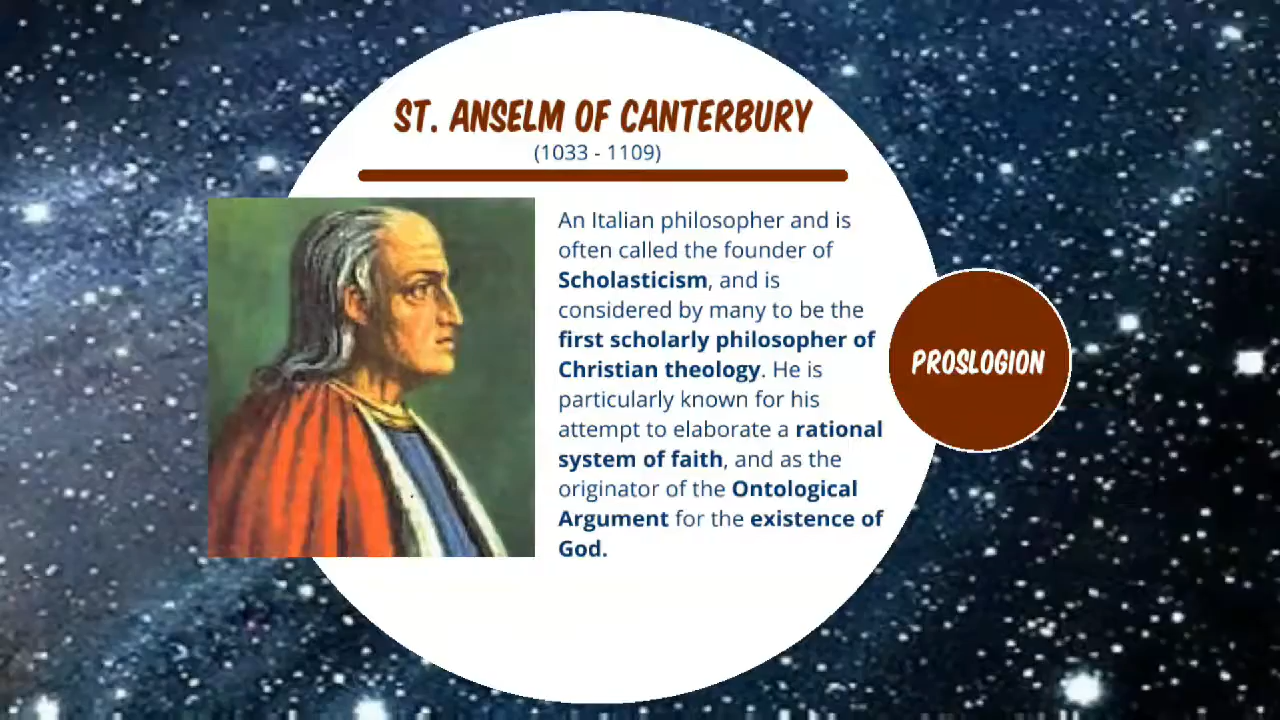 ST. ANSELM OF CANTERBURY
(1033 - 1109)
An Italian philosopher and is
often called the founder of
Scholasticism, and is
considered by many to be the
first scholarly philosopher of
Christian theology. He is
particularly known for his
attempt to elaborate a rational
system of faith, and as the
originator of the Ontological
Argument for the existence of
God.
PROSLOGION